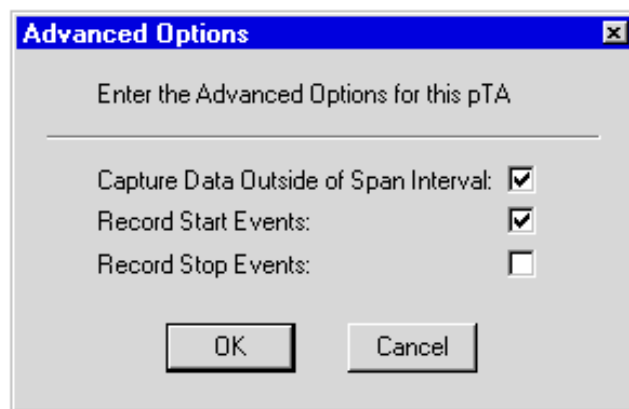 Advanced Options
Enter the Advanced Options for this pTA
Capture Data Outside of Span Interval:
Record Start Events:
Record Stop Events:
OK Cancel